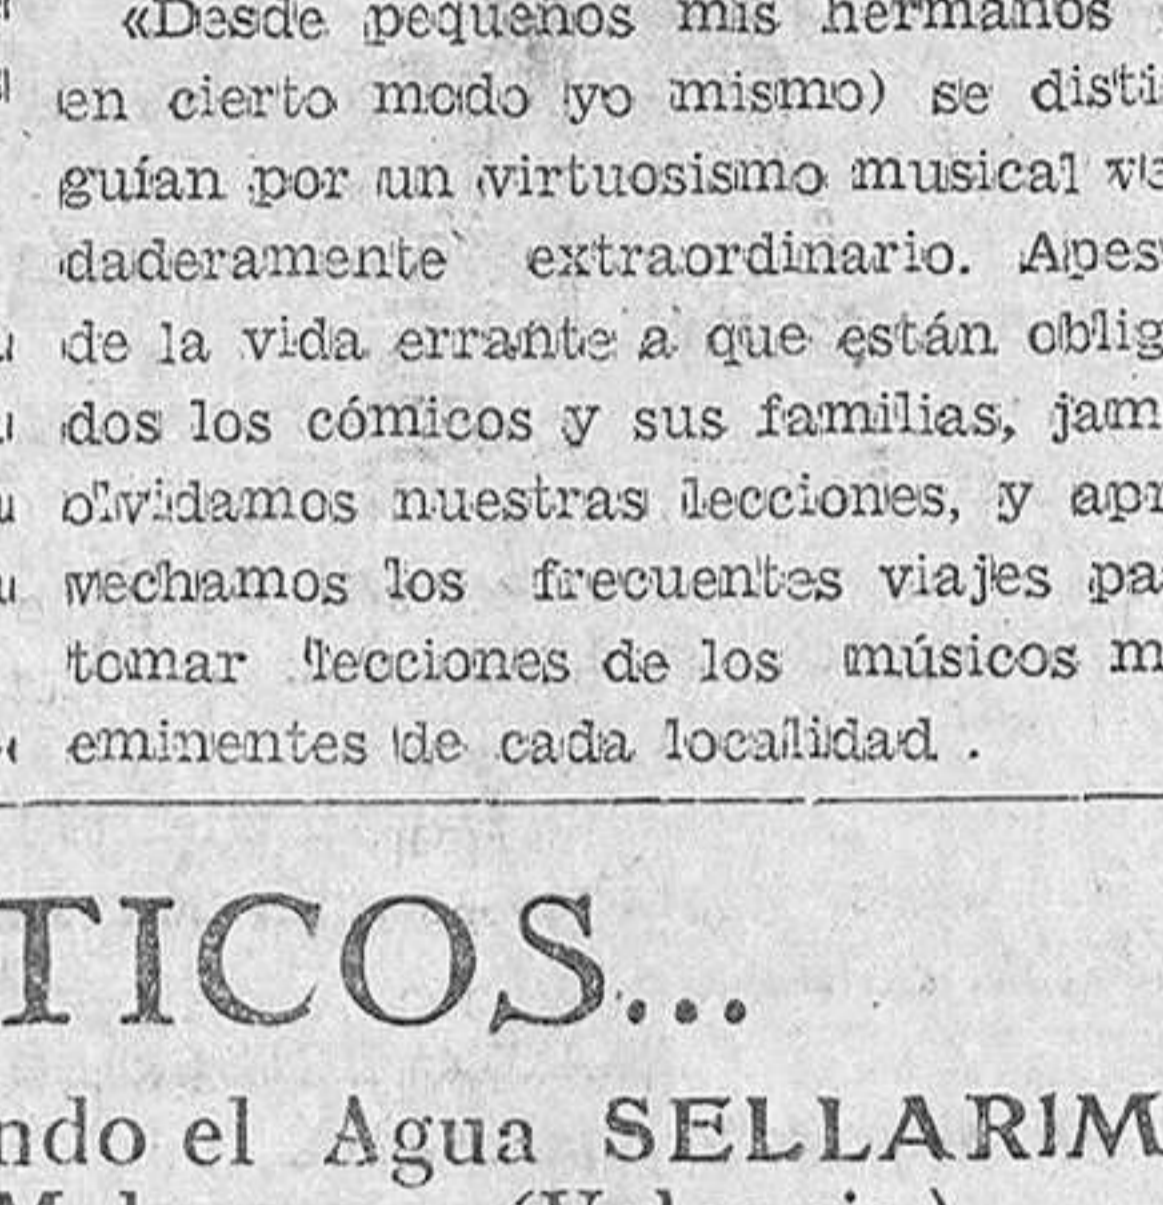 «Desde pequeños mis hermanos
en cierto modo yo mismo) se disti
guían por un virtuosismo musical ve
daderamente extraordinario. Apes
de la vida errante a que están oblig
dos los cómicos y sus familias, jam
olvidamos nuestras lecciones, y apr
vechamos los frecuentes viajes pa
tomar lecciones de los músicos m
eminentes de cada localidad .
TICOS...
ndo el Agua SELLARIM